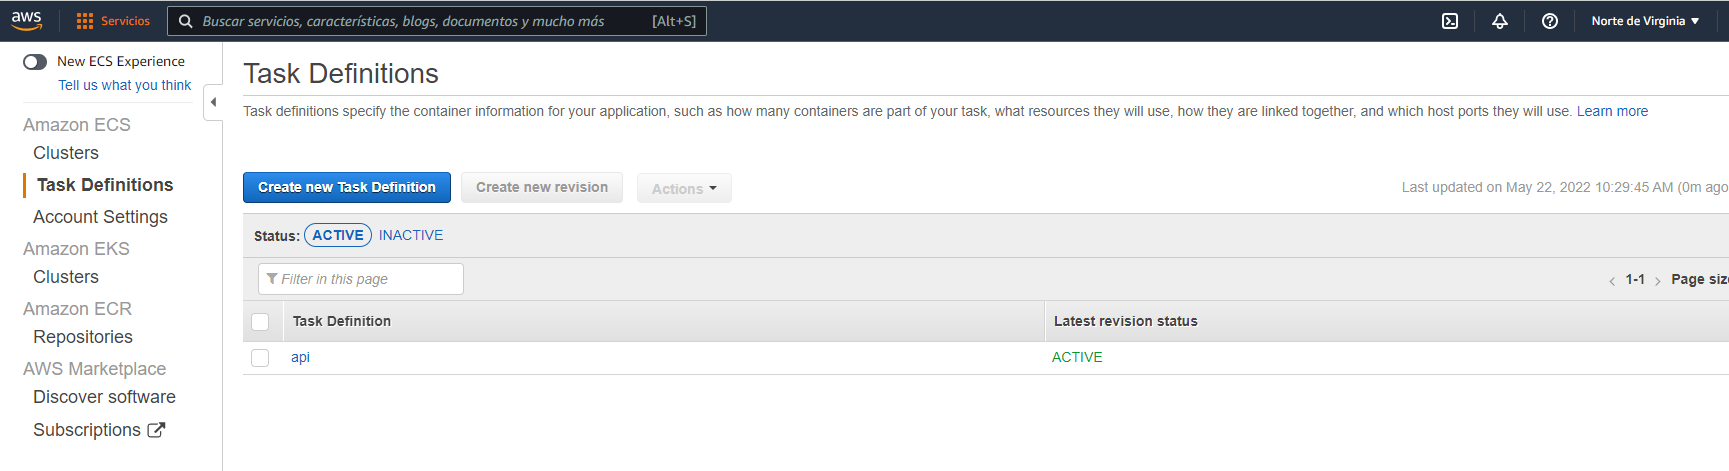 aws
Servicios
Buscar servicios, características, blogs, documentos y mucho más [Alt+S]
Norte de Virginia
New ECS Experience
Tell us what you think
Amazon ECS
Clusters
Task Definitions
Account Settings
Amazon EKS
Clusters
Amazon ECR
Repositories
AWS Marketplace
Discover software
Subscriptions
Task Definitions
Task definitions specify the container information for your application, such as how many containers are part of your task, what resources they will use, how they are linked together, and which host ports they will use. Learn more
Create new Task Definition Create new revision Actions
Last updated on May 22, 2022 10:29:45 AM (0m ago
Status: ACTIVE INACTIVE
Filter in this page
1-1 Page size
Task Definition Latest revision status
api ACTIVE